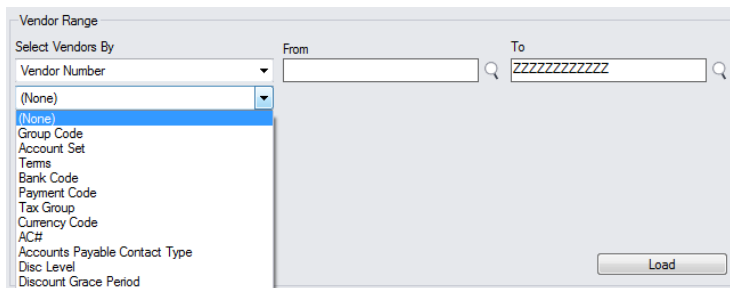 Vendor Range
Select Vendors By From To
Vendor Number ZZZZZZZZZZZZ
(None)
(None)
Group Code
Account Set
Terms
Bank Code
Payment Code
Tax Group
Currency Code
AC#
Accounts Payable Contact Type
Disc Level
Discount Grace Period
Load